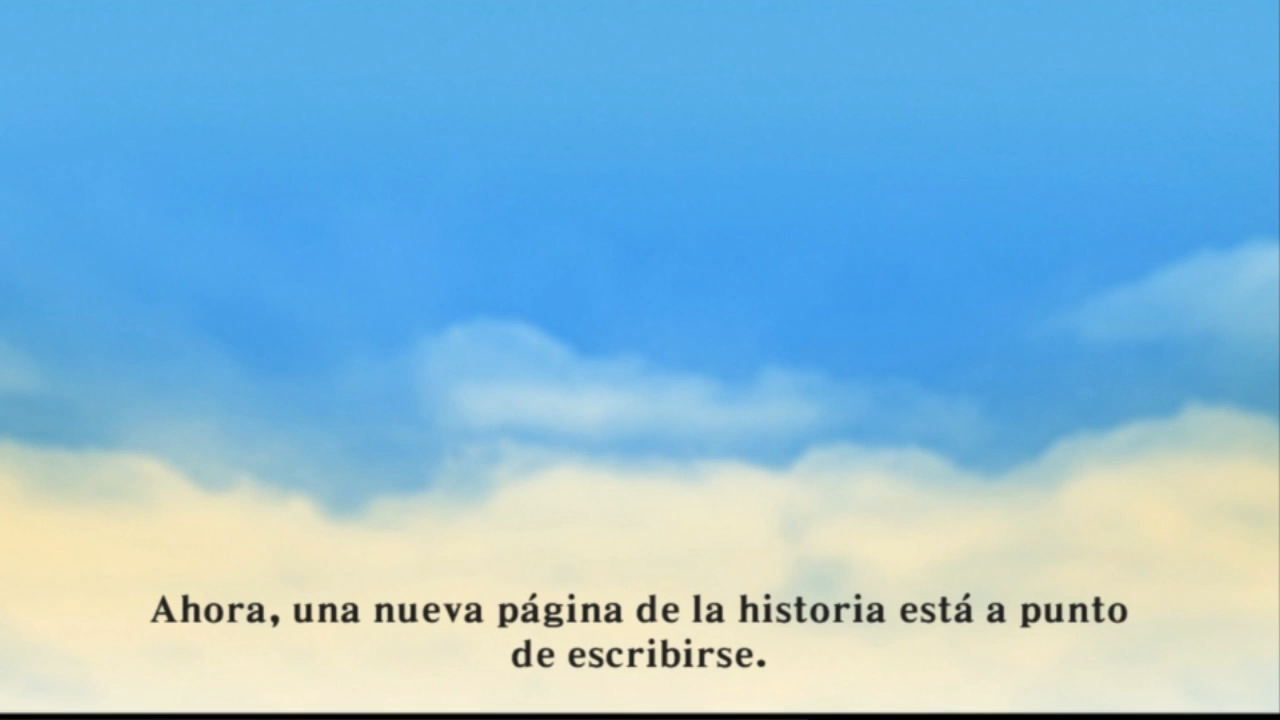 Ahora, una nueva página de la historia está a punto
de escribirse.